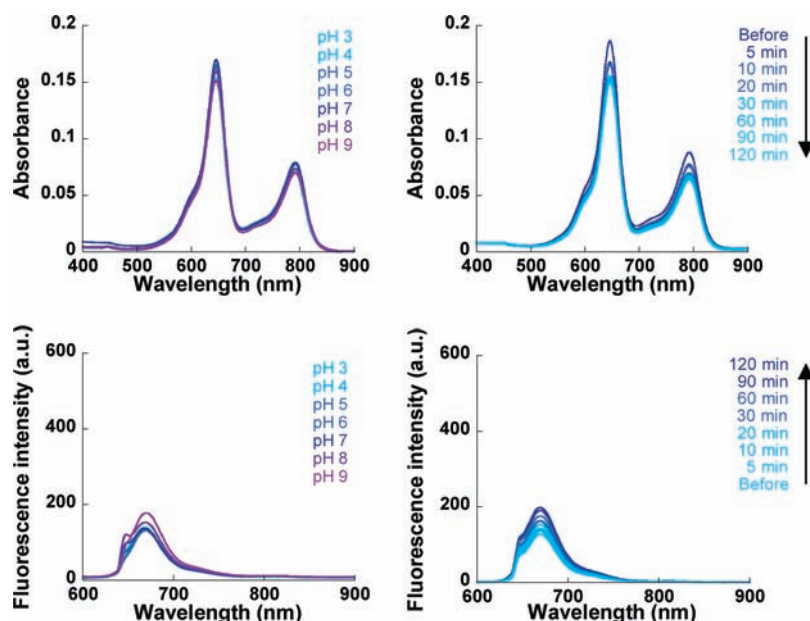 0.2
0.15
0.1
0.05
0
Absorbance
pH 3
pH 4
pH 5
pH 6
pH 7
pH 8
pH 9
400 500 600 700 800 900
Wavelength (nm)
0.2
0.15
0.1
0.05
0
Absorbance
Before
5 min
10 min
20 min
30 min
60 min
90 min
120 min
400 500 600 700 800 900
Wavelength (nm)
600
400
200
0
Fluorescence intensity (a.u.)
pH 3
pH 4
pH 5
pH 6
pH 7
pH 8
pH 9
600 700 800 900
Wavelength (nm)
600
400
200
0
Fluorescence intensity (a.u.)
120 min
90 min
60 min
30 min
20 min
10 min
5 min
Before
600 700 800 900
Wavelength (nm)